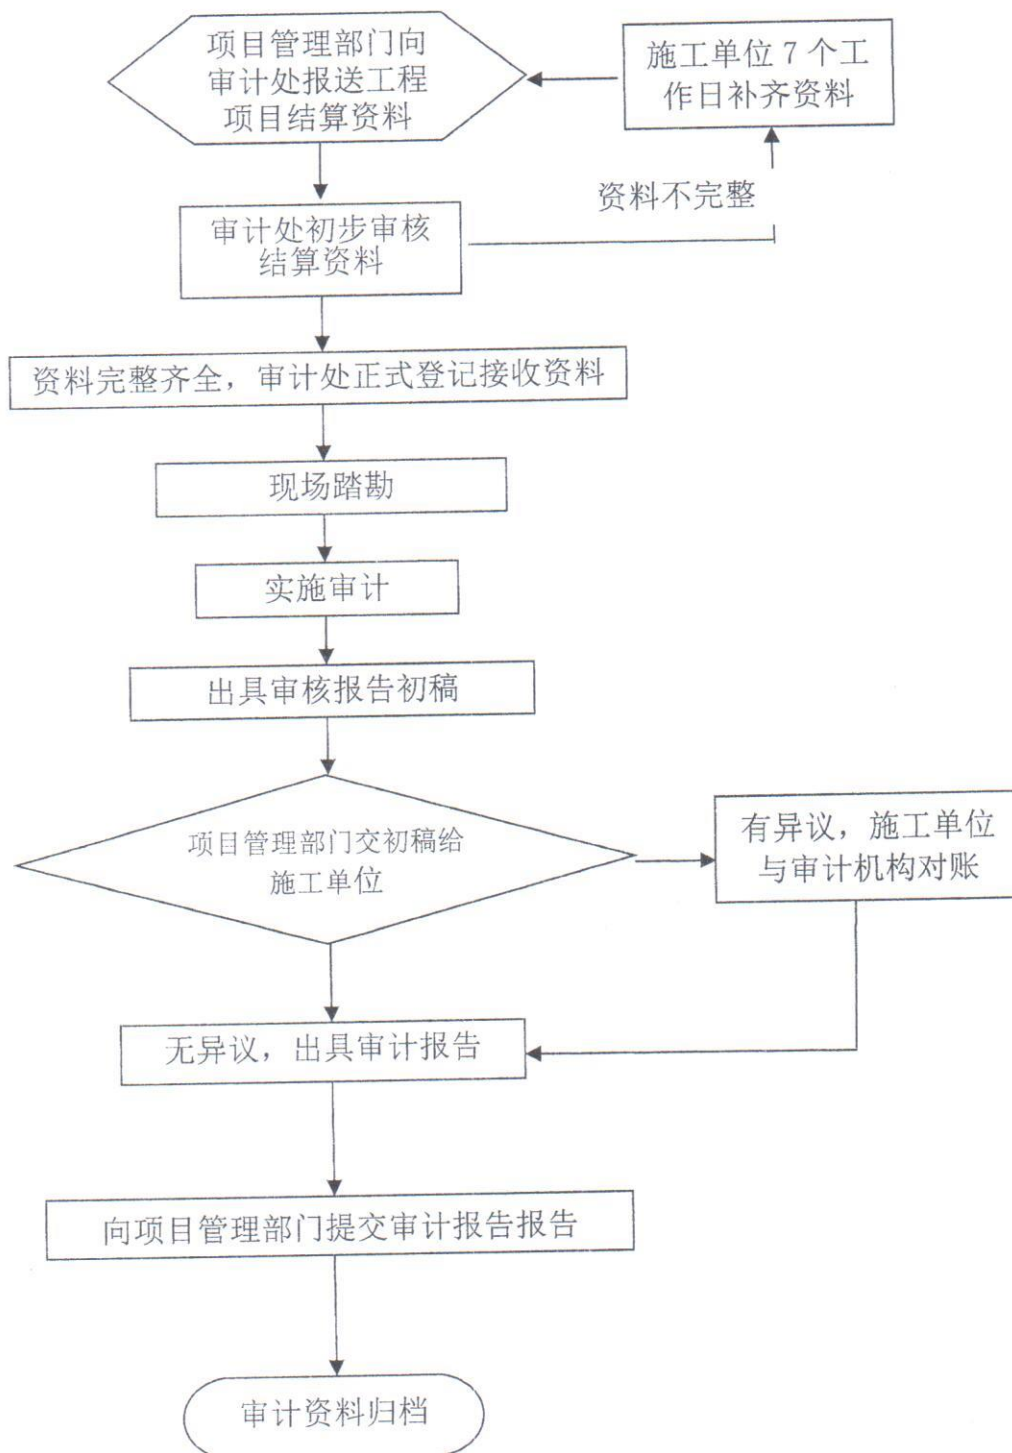 项目管理部门向
审计处报送工程
项目结算资料
施工单位 7 个工
作日补齐资料
资料不完整
审计处初步审核
结算资料
资料完整齐全，审计处正式登记接收资料
现场踏勘
实施审计
出具审核报告初稿
项目管理部门交初稿给
施工单位
有异议，施工单位
与审计机构对账
无异议，出具审计报告
向项目管理部门提交审计报告报告
审计资料归档